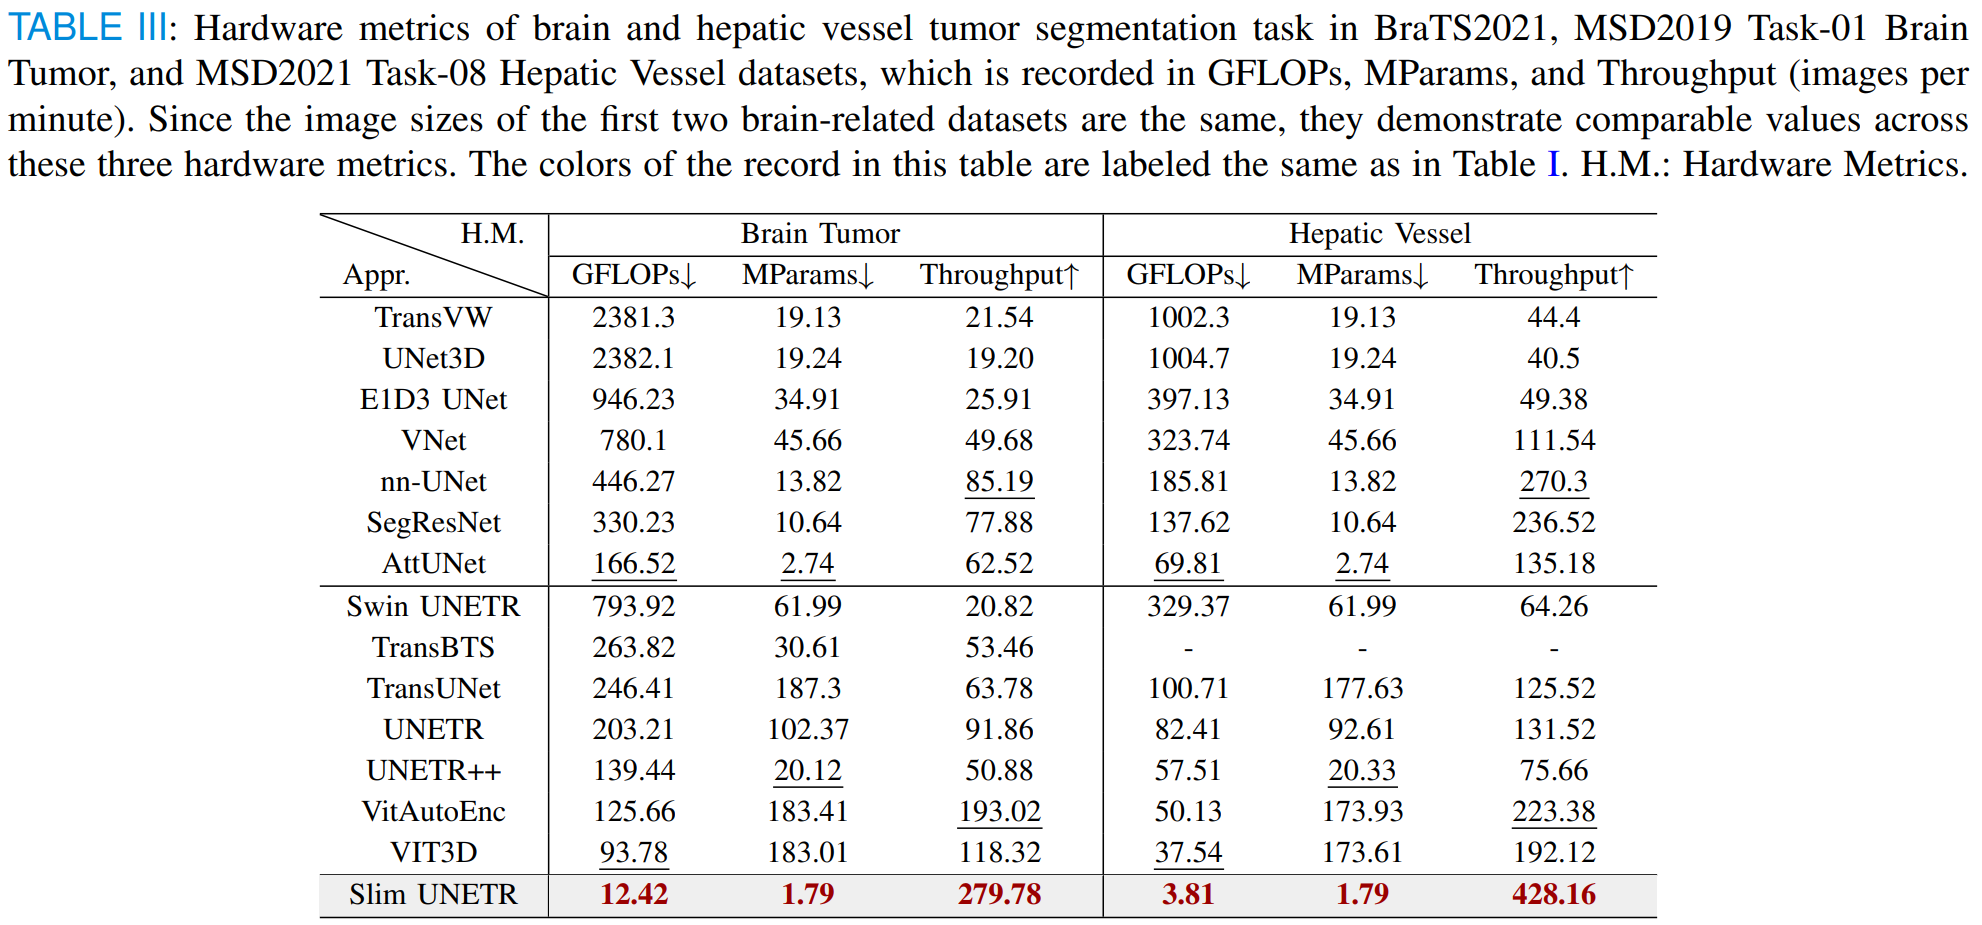 TABLE III: Hardware metrics of brain and hepatic vessel tumor segmentation task in BraTS2021, MSD2019 Task-01 Brain
Tumor, and MSD2021 Task-08 Hepatic Vessel datasets, which is recorded in GFLOPs, MParams, and Throughput (images per
minute). Since the image sizes of the first two brain-related datasets are the same, they demonstrate comparable values across
these three hardware metrics. The colors of the record in this table are labeled the same as in Table I. H.M.: Hardware Metrics.
H.M. Brain Tumor Hepatic Vessel
Appr. GFLOPs↓ MParams↓ Throughput↑ GFLOPs↓ MParams↓ Throughput↑
TransVW 2381.3 19.13 21.54 1002.3 19.13 44.4
UNet3D 2382.1 19.24 19.20 1004.7 19.24 40.5
E1D3 UNet 946.23 34.91 25.91 397.13 34.91 49.38
VNet 780.1 45.66 49.68 323.74 45.66 111.54
nn-UNet 446.27 13.82 85.19 185.81 13.82 270.3
SegResNet 330.23 10.64 77.88 137.62 10.64 236.52
AttUNet 166.52 2.74 62.52 69.81 2.74 135.18
Swin UNETR 793.92 61.99 20.82 329.37 61.99 64.26
TransBTS 263.82 30.61 53.46 - - -
TransUNet 246.41 187.3 63.78 100.71 177.63 125.52
UNETR 203.21 102.37 91.86 82.41 92.61 131.52
UNETR++ 139.44 20.12 50.88 57.51 20.33 75.66
VitAutoEnc 125.66 183.41 193.02 50.13 173.93 223.38
VIT3D 93.78 183.01 118.32 37.54 173.61 192.12
Slim UNETR 12.42 1.79 279.78 3.81 1.79 428.16